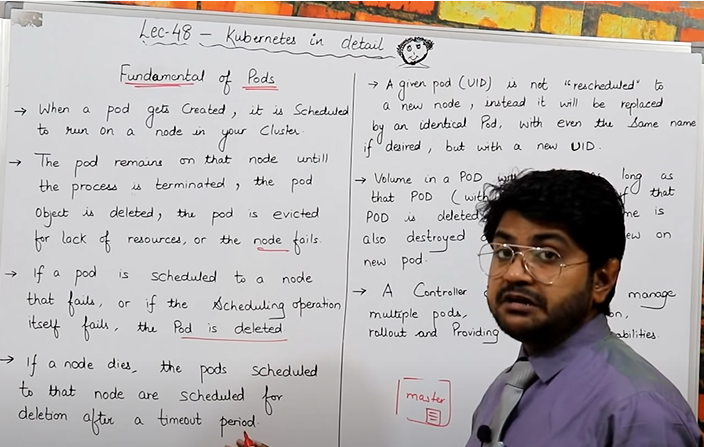 Lec-48 - Kubernetes in detail
Fundamental of Pods
→ When a pod gets Created, it is Scheduled
to run on a node in your Cluster.
→ The pod remains on that node untill
the process is terminated, the pod
Object is deleted, the pod is evicted
for lack of resources, or the node fails.
→ If a pod is scheduled to a node
that fails, or if the Scheduling operation
itself fails, the Pod is deleted
→ If a node dies, the pods scheduled
to that node are scheduled for
deletion after a timeout period.
→ A given pod (UID) is not "rescheduled" to
a new node, instead it will be replaced
by an identical Pod, with even the Same name
if desired, but with a new UID.
→ Volume in a POD long as
that POD ( that
POD is deleted, is
also destroyed on
new pod.
→ A Controller manage
multiple pods,
rollout and Providing
master